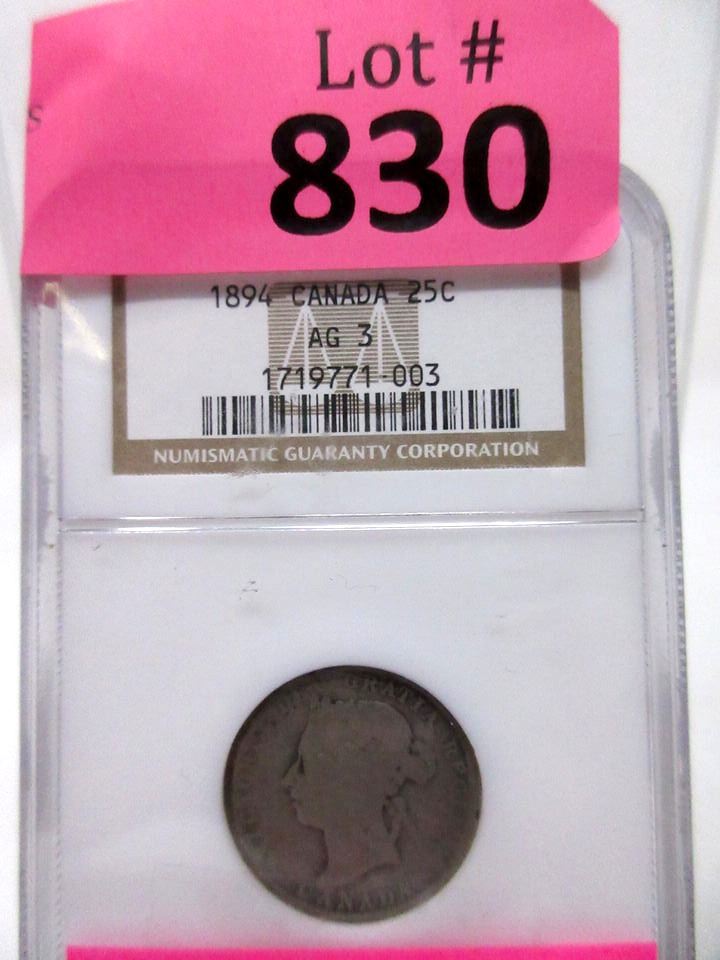 Lot #
830
1894 CANADA 25C
AG 3
1719771-003
NUMISMATIC GUARANTY CORPORATION
GRATIA
CANADA